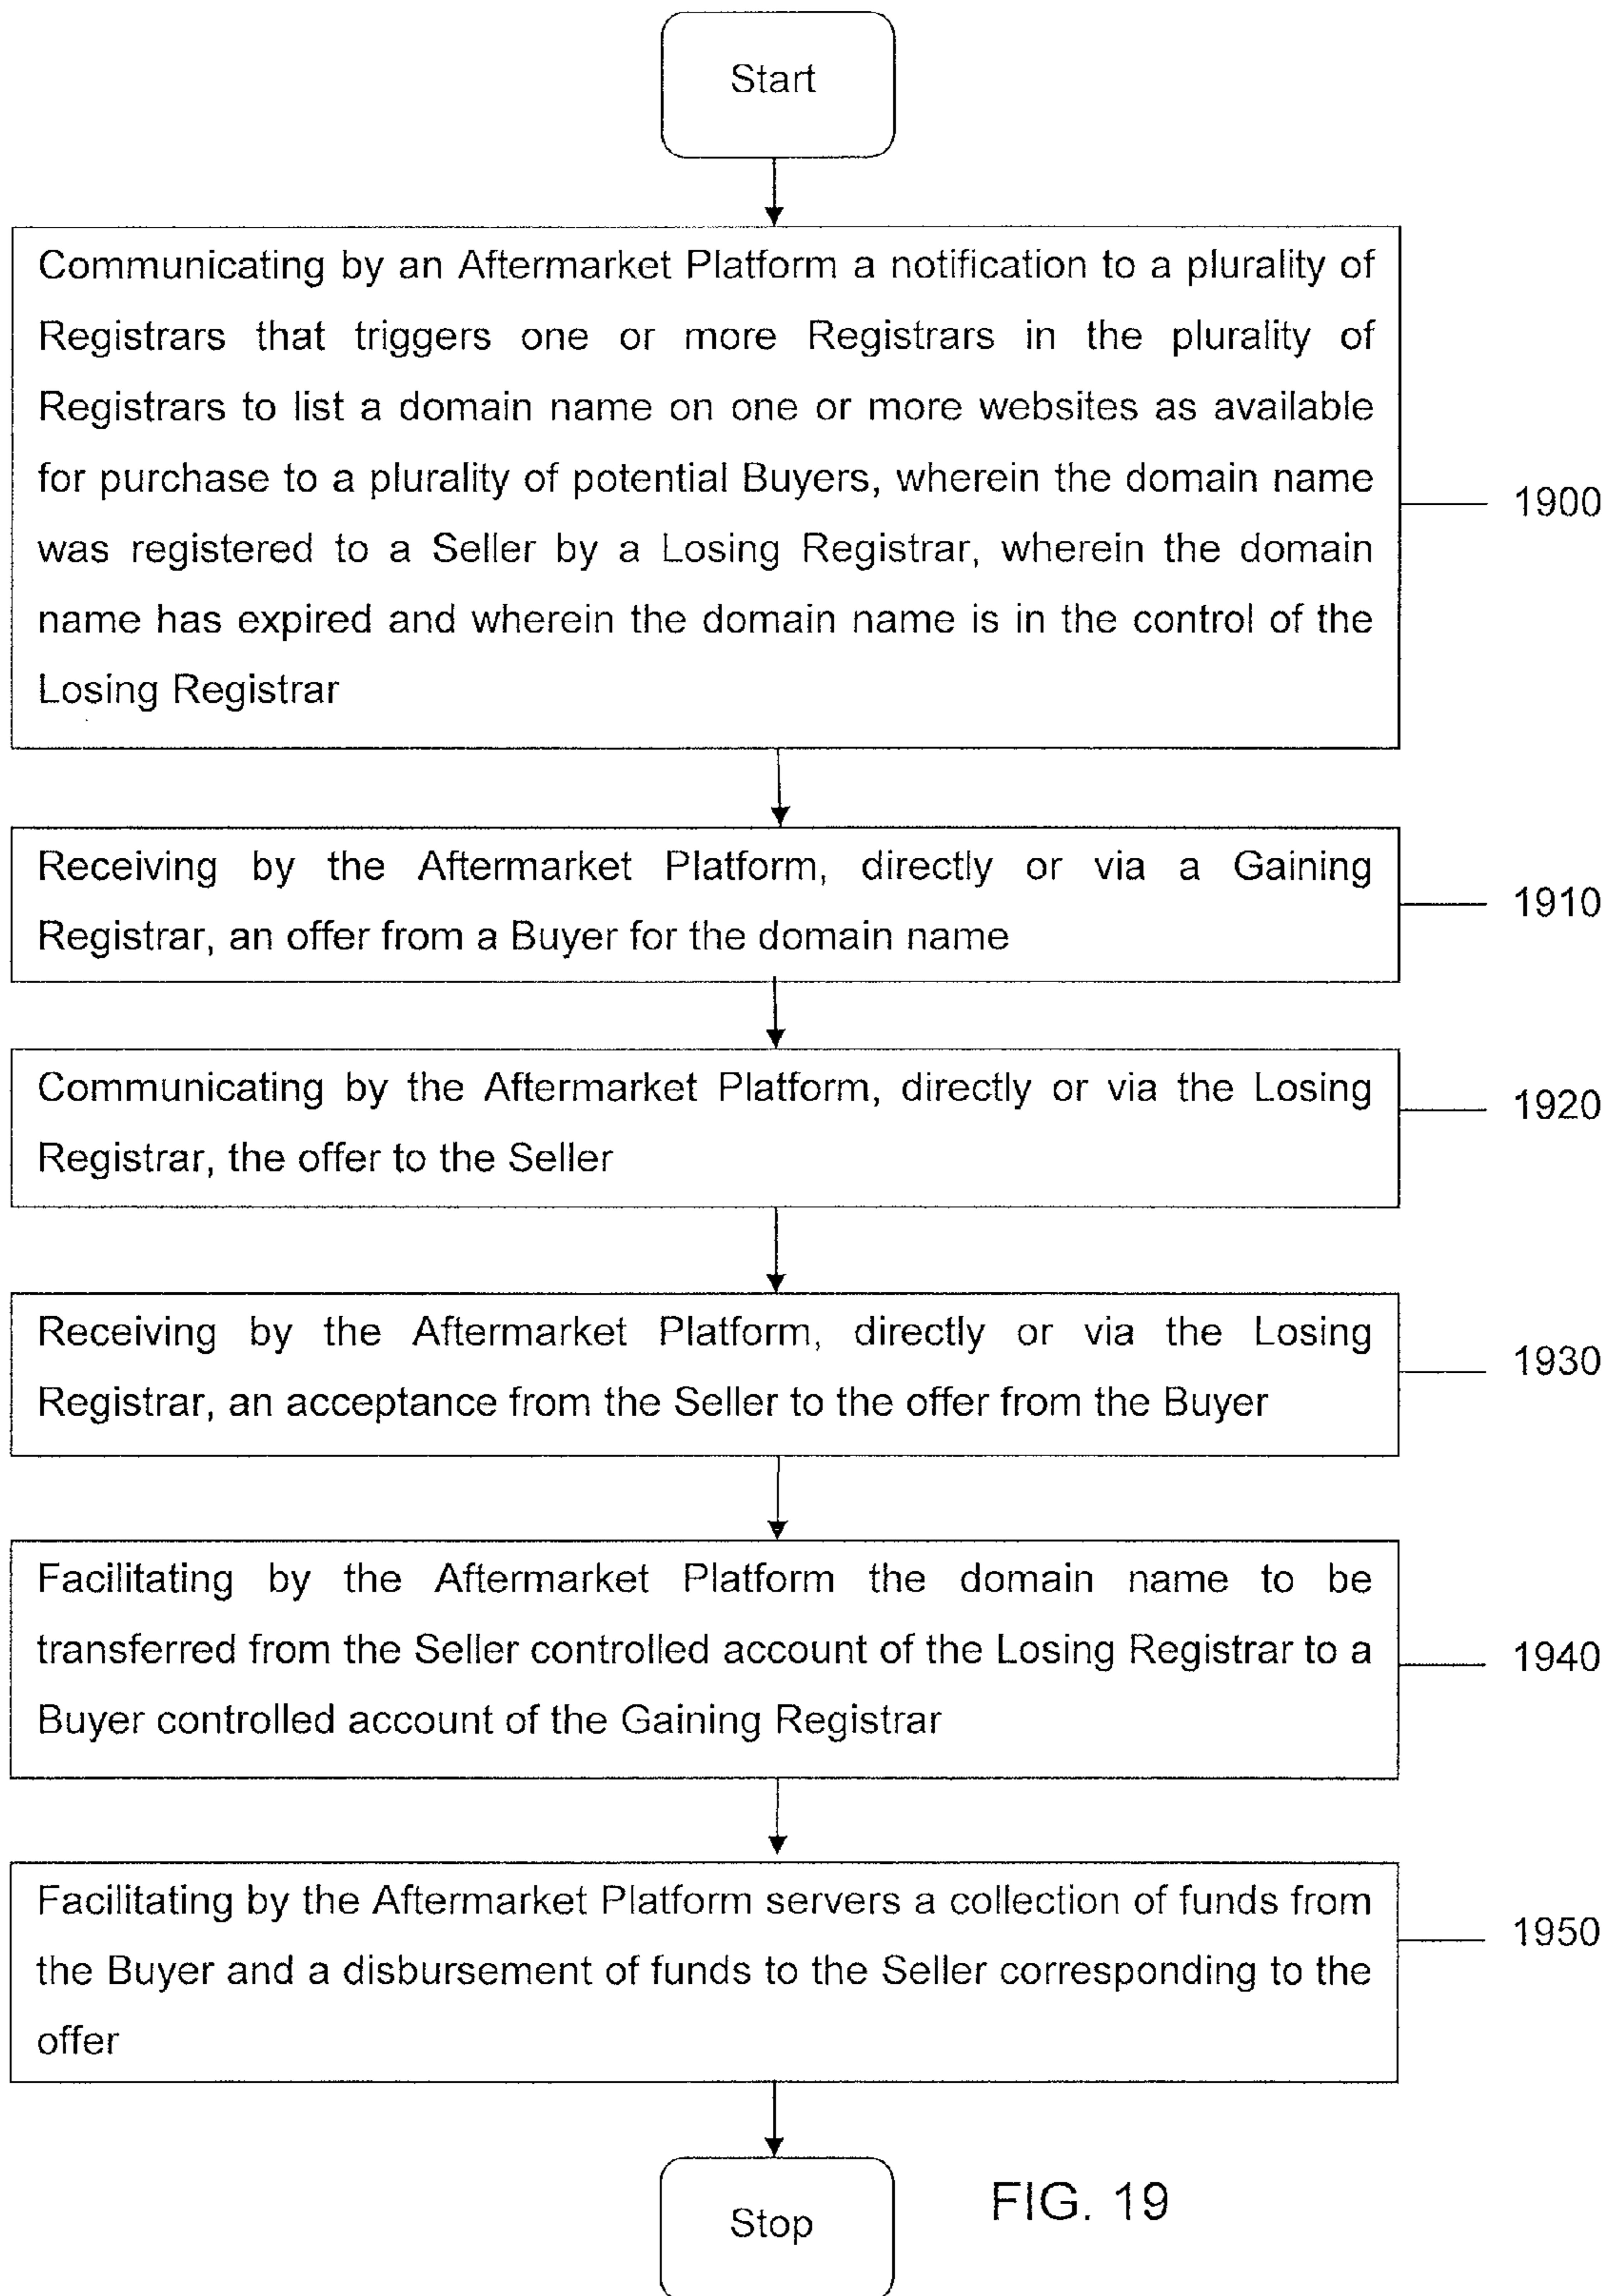 Start
Communicating by an Aftermarket Platform a notification to a plurality of
Registrars that triggers one or more Registrars in the plurality of
Registrars to list a domain name on one or more websites as available
for purchase to a plurality of potential Buyers, wherein the domain name
was registered to a Seller by a Losing Registrar, wherein the domain
name has expired and wherein the domain name is in the control of the
Losing Registrar
1900
Receiving by the Aftermarket Platform, directly or via a Gaining
Registrar, an offer from a Buyer for the domain name
1910
Communicating by the Aftermarket Platform, directly or via the Losing
Registrar, the offer to the Seller
1920
Receiving by the Aftermarket Platform, directly or via the Losing
Registrar, an acceptance from the Seller to the offer from the Buyer
1930
Facilitating by the Aftermarket Platform the domain name to be
transferred from the Seller controlled account of the Losing Registrar to a
Buyer controlled account of the Gaining Registrar
1940
Facilitating by the Aftermarket Platform servers a collection of funds from
the Buyer and a disbursement of funds to the Seller corresponding to the
offer
1950
Stop
FIG. 19